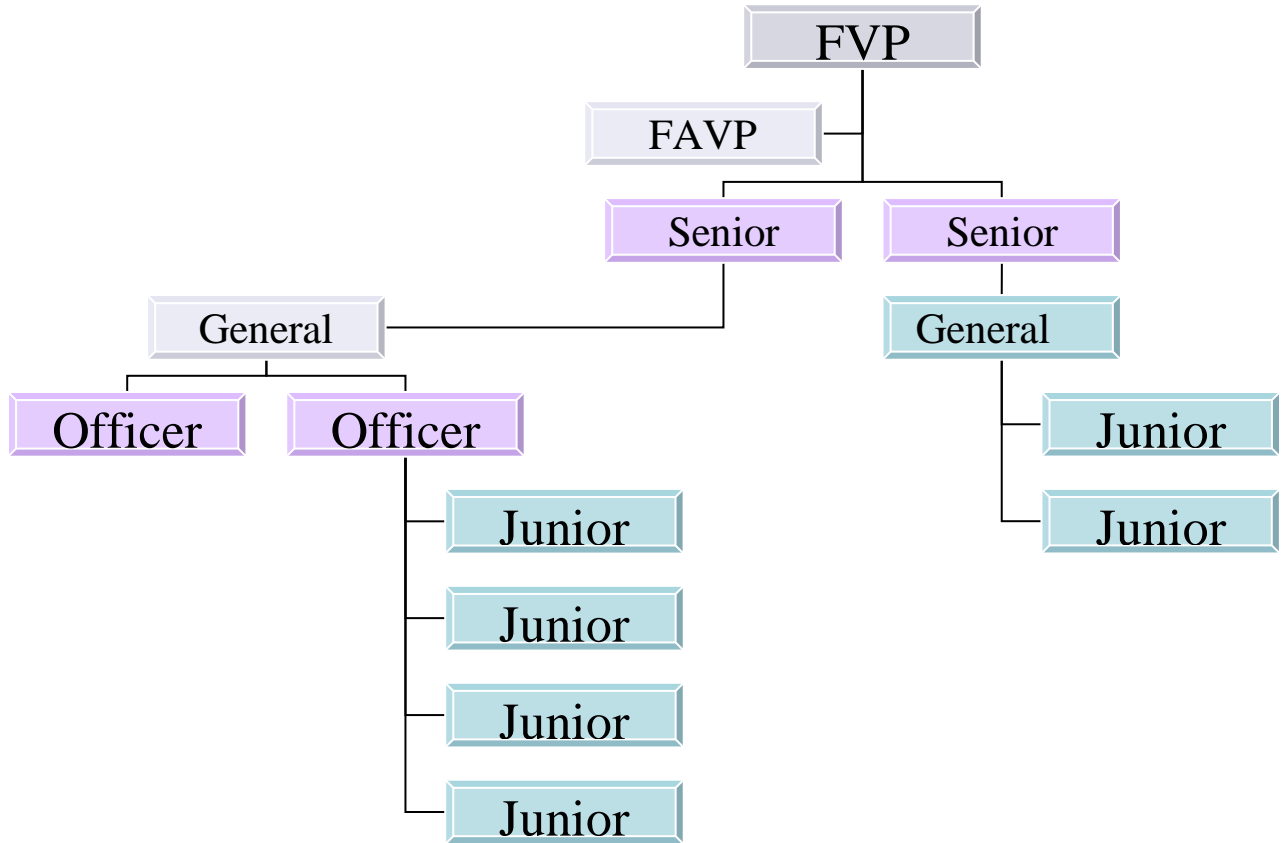 FVP
FAVP
Senior
Senior
General
General
Officer
Officer
Junior
Junior
Junior
Junior
Junior
Junior